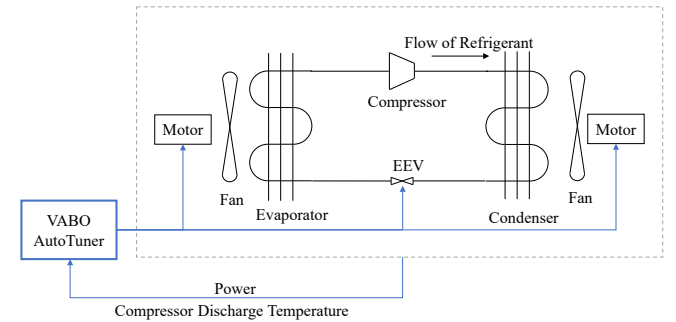 Flow of Refrigerant
Compressor
Motor
Motor
EEV
Fan
Fan
Evaporator
Condenser
VABO
AutoTuner
Power
Compressor Discharge Temperature